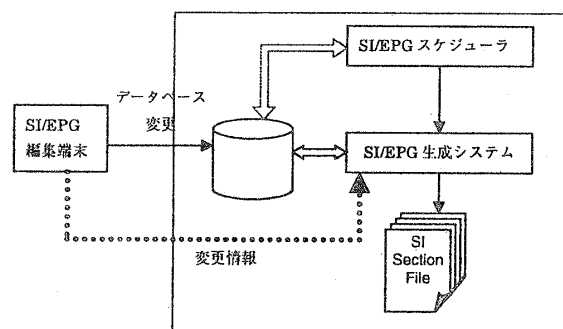 SI/EPG スケジューラ
データベース
変更
SI/EPG
編集端末
SI/EPG 生成システム
変更情報
SI
Section
File